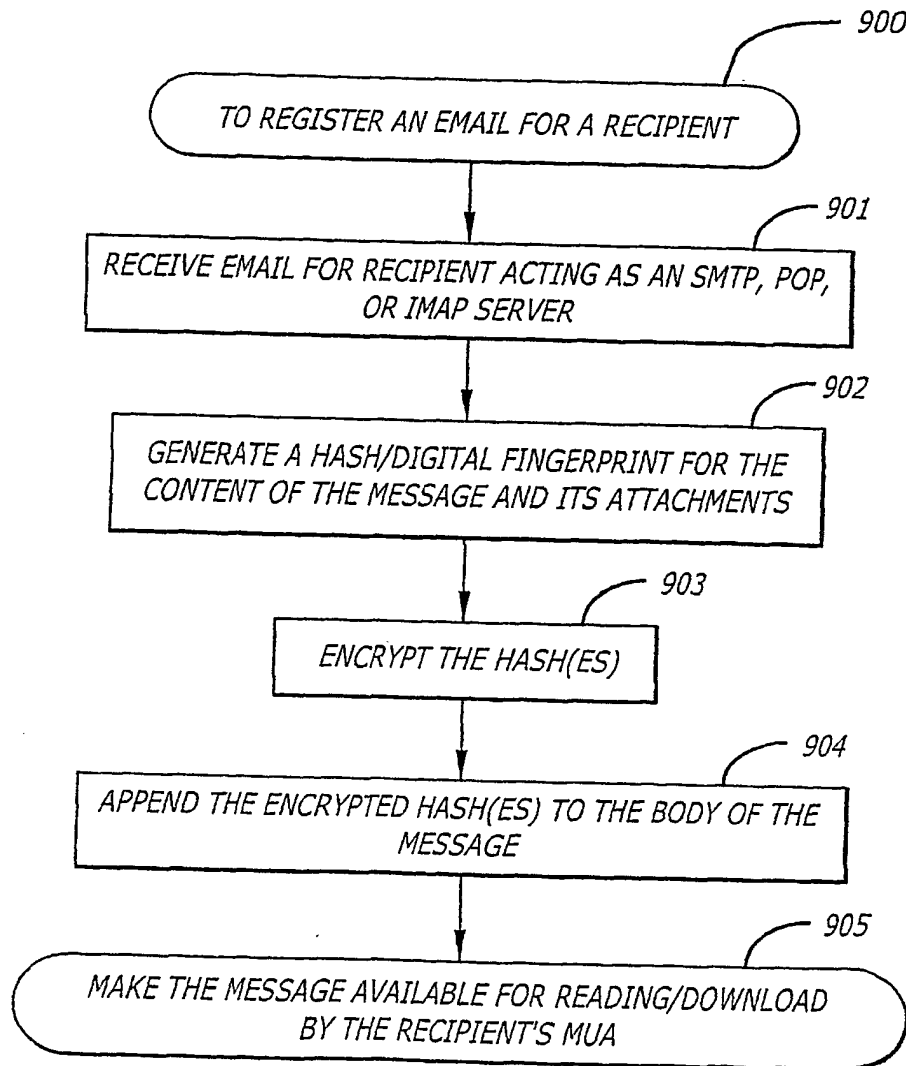 900
TO REGISTER AN EMAIL FOR A RECIPIENT
901
RECEIVE EMAIL FOR RECIPIENT ACTING AS AN SMTP, POP,
OR IMAP SERVER
902
GENERATE A HASH/DIGITAL FINGERPRINT FOR THE
CONTENT OF THE MESSAGE AND ITS ATTACHMENTS
903
ENCRYPT THE HASH(ES)
904
APPEND THE ENCRYPTED HASH(ES) TO THE BODY OF THE
MESSAGE
905
MAKE THE MESSAGE AVAILABLE FOR READING/DOWNLOAD
BY THE RECIPIENT'S MUA